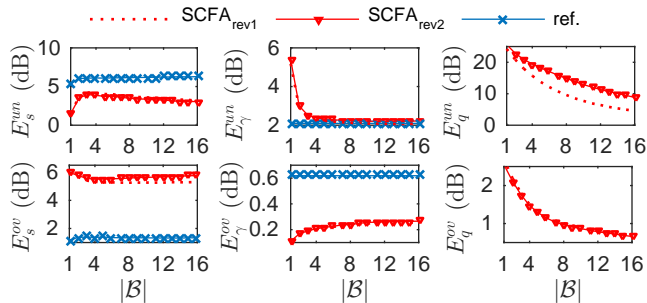 SCFA_rev1 SCFA_rev2 ref.
E_s^un (dB)
10
5
0
1 4 8 12 16
E_γ^un (dB)
6
4
2
1 4 8 12 16
E_q^un (dB)
20
10
0
1 4 8 12 16
E_s^ov (dB)
6
4
2
1 4 8 12 16
|ℬ|
E_γ^ov (dB)
0.6
0.4
0.2
1 4 8 12 16
|ℬ|
E_q^ov (dB)
2
1
1 4 8 12 16
|ℬ|